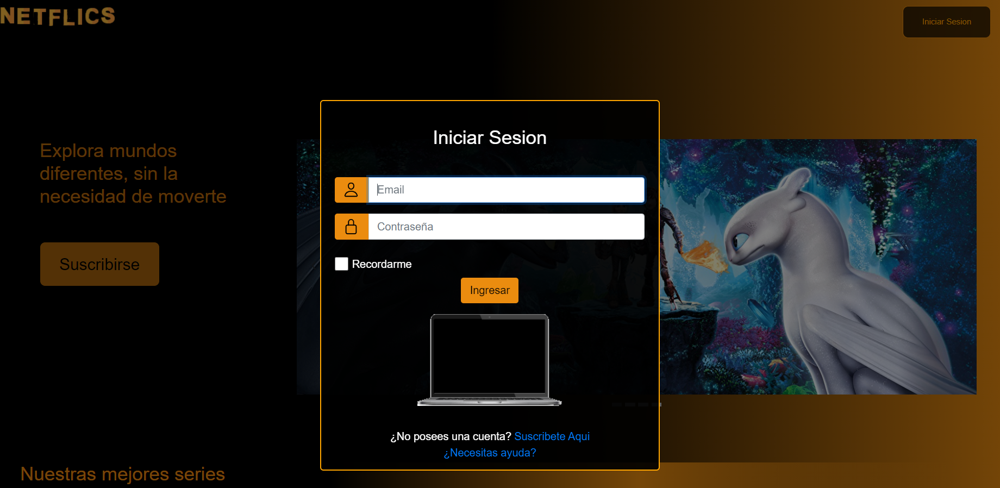 NETFLICS
Iniciar Sesion
Explora mundos
diferentes, sin la
necesidad de moverte
Suscribirse
Iniciar Sesion
Email
Contraseña
Recordarme
Ingresar
¿No posees una cuenta? Suscribete Aqui
¿Necesitas ayuda?
Nuestras mejores series